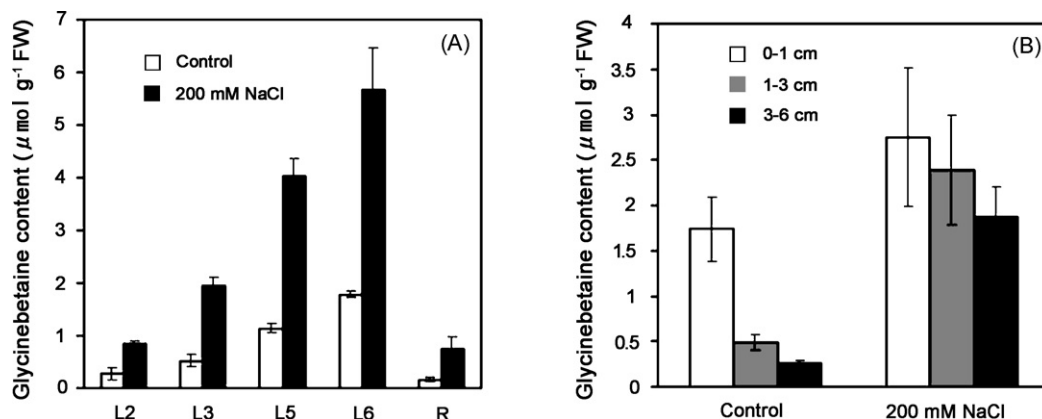 Glycinebetaine content (μ mol g⁻¹ FW)
7
6
5
4
3
2
1
0
(A)
Control
200 mM NaCl
L2 L3 L5 L6 R
Glycinebetaine content (μ mol g⁻¹ FW)
4
3.5
3
2.5
2
1.5
1
0.5
0
(B)
0-1 cm
1-3 cm
3-6 cm
Control 200 mM NaCl